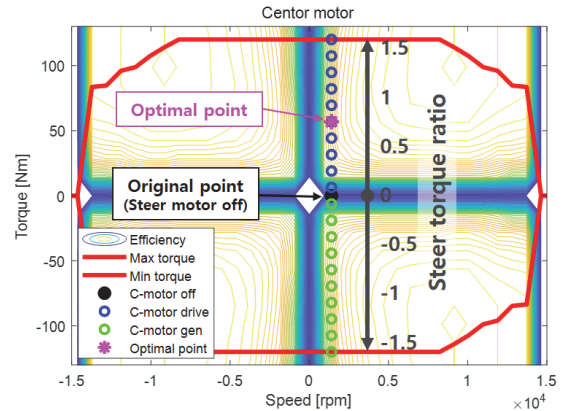 Centor motor
Torque [Nm]
100
50
0
-50
-100
1.5
1
0.5
0
-0.5
-1
-1.5
Steer torque ratio
Optimal point
Original point
(Steer motor off)
Efficiency
Max torque
Min torque
C-motor off
C-motor drive
C-motor gen
Optimal point
-1.5 -1 -0.5 0 0.5 1 1.5
Speed [rpm] ×10⁴